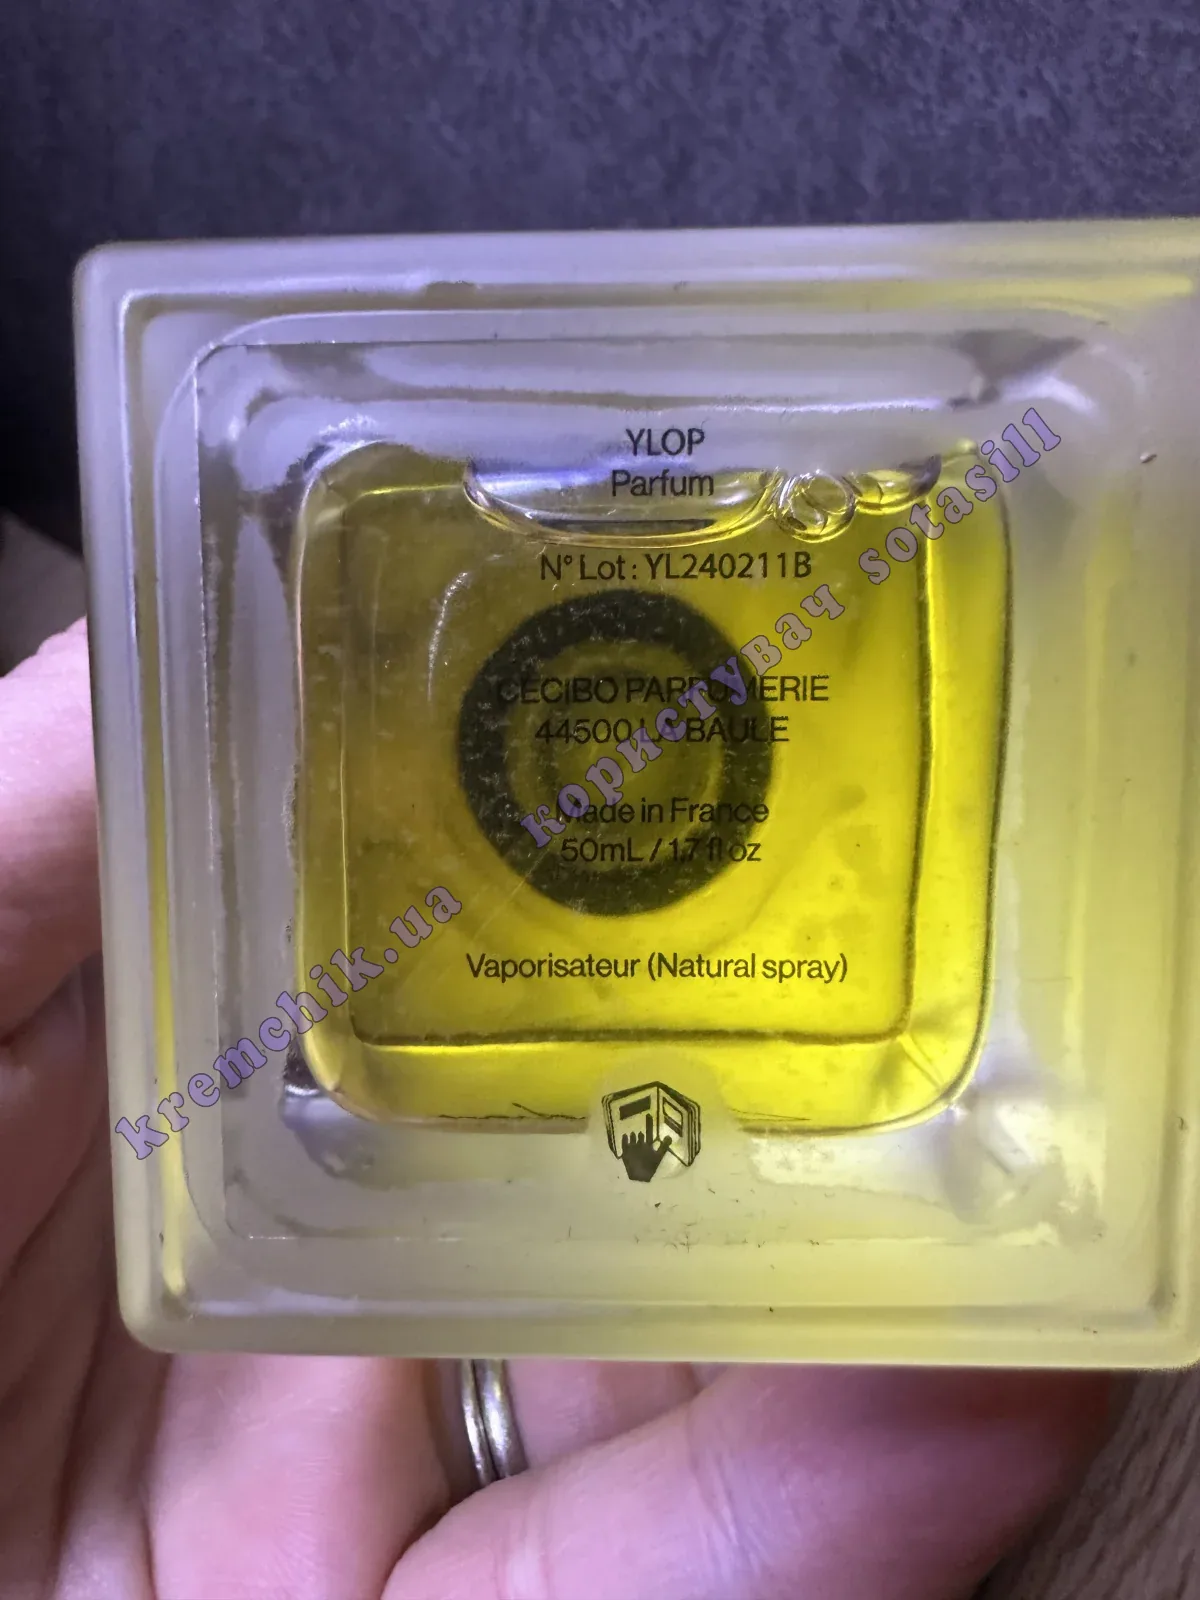 YLOP
Parfum
N° Lot : YL240211B
CECIBO PARFUMERIE
44500 LA BAULE
Made in France
50mL / 1.7 fl oz
Vaporisateur (Natural spray)
kremchik.ua користувач sotasill